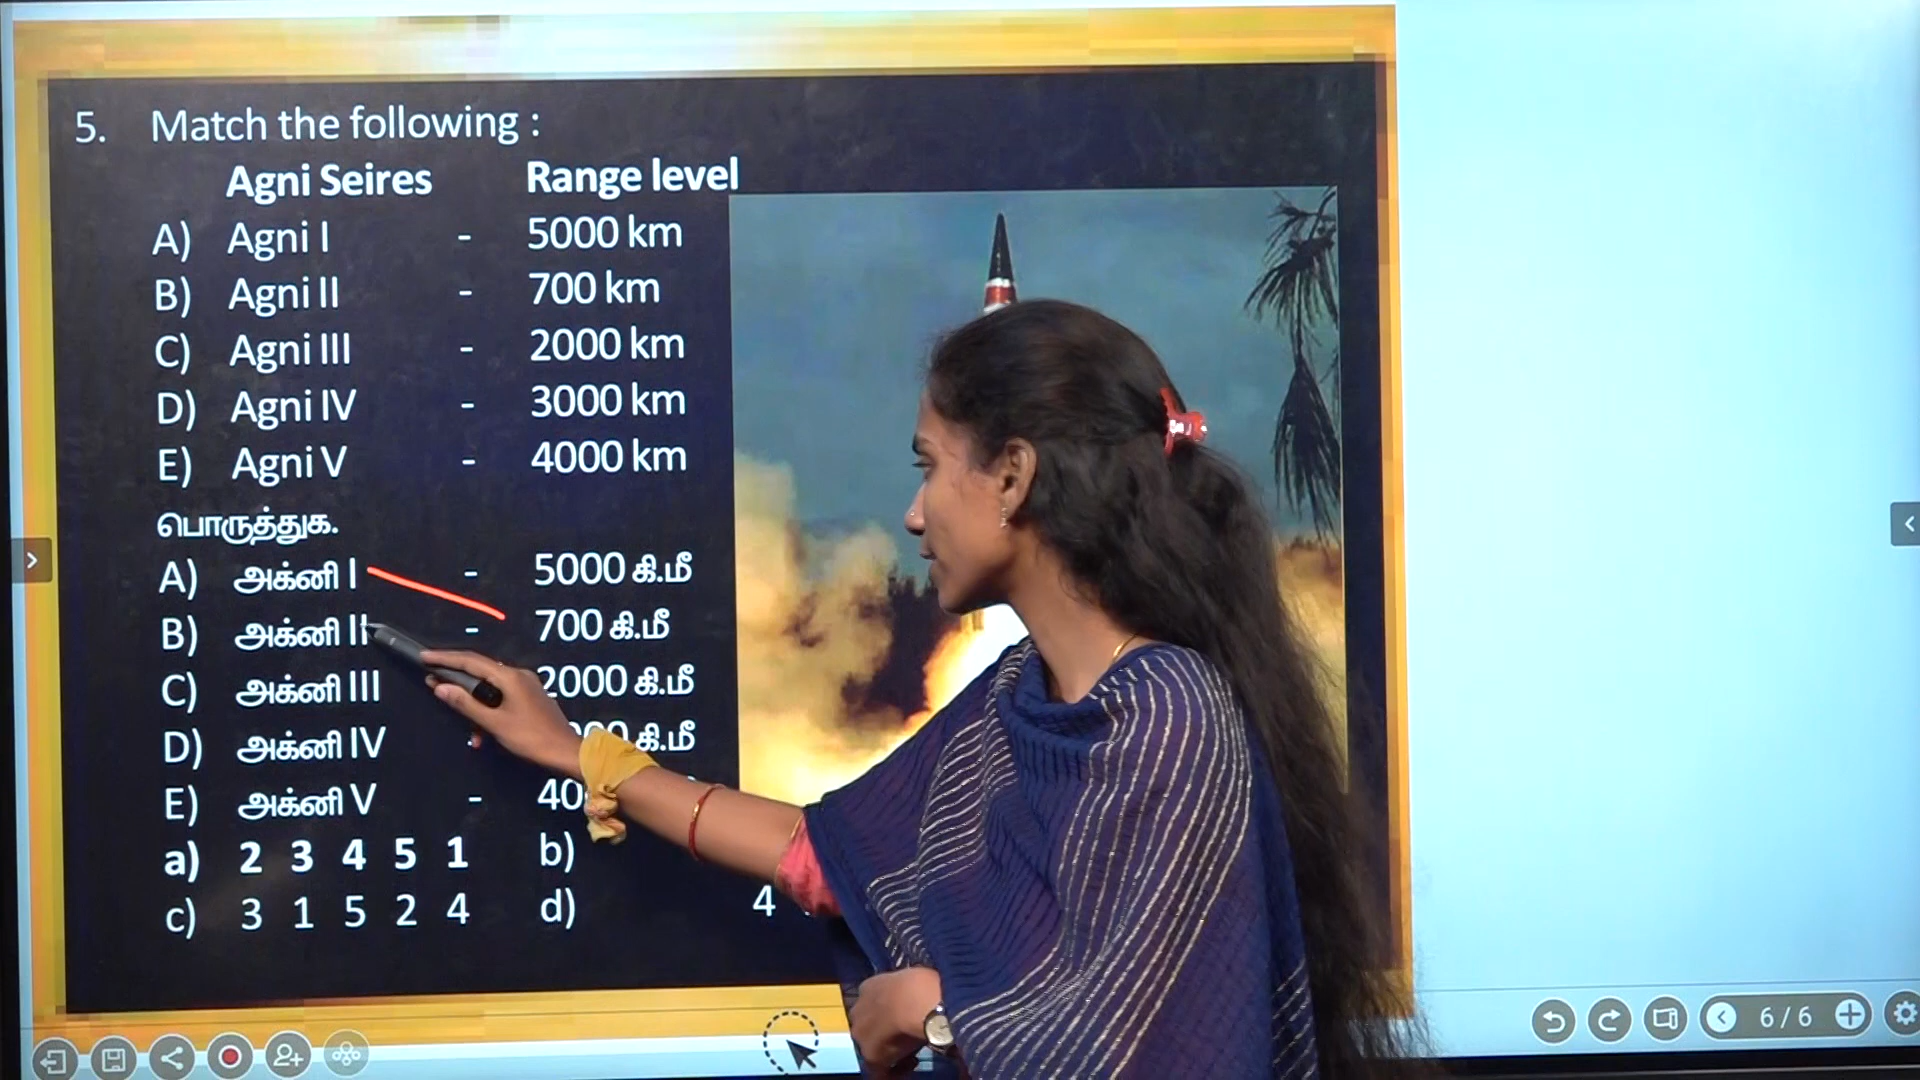 5. Match the following :
Agni Seires Range level
A) Agni I - 5000 km
B) Agni II - 700 km
C) Agni III - 2000 km
D) Agni IV - 3000 km
E) Agni V - 4000 km
பொருத்துக.
A) அக்னி I - 5000 கி.மீ
B) அக்னி II - 700 கி.மீ
C) அக்னி III 2000 கி.மீ
D) அக்னி IV - கி.மீ
E) அக்னி V - 40
a) 2 3 4 5 1 b)
c) 3 1 5 2 4 d) 4
6 / 6